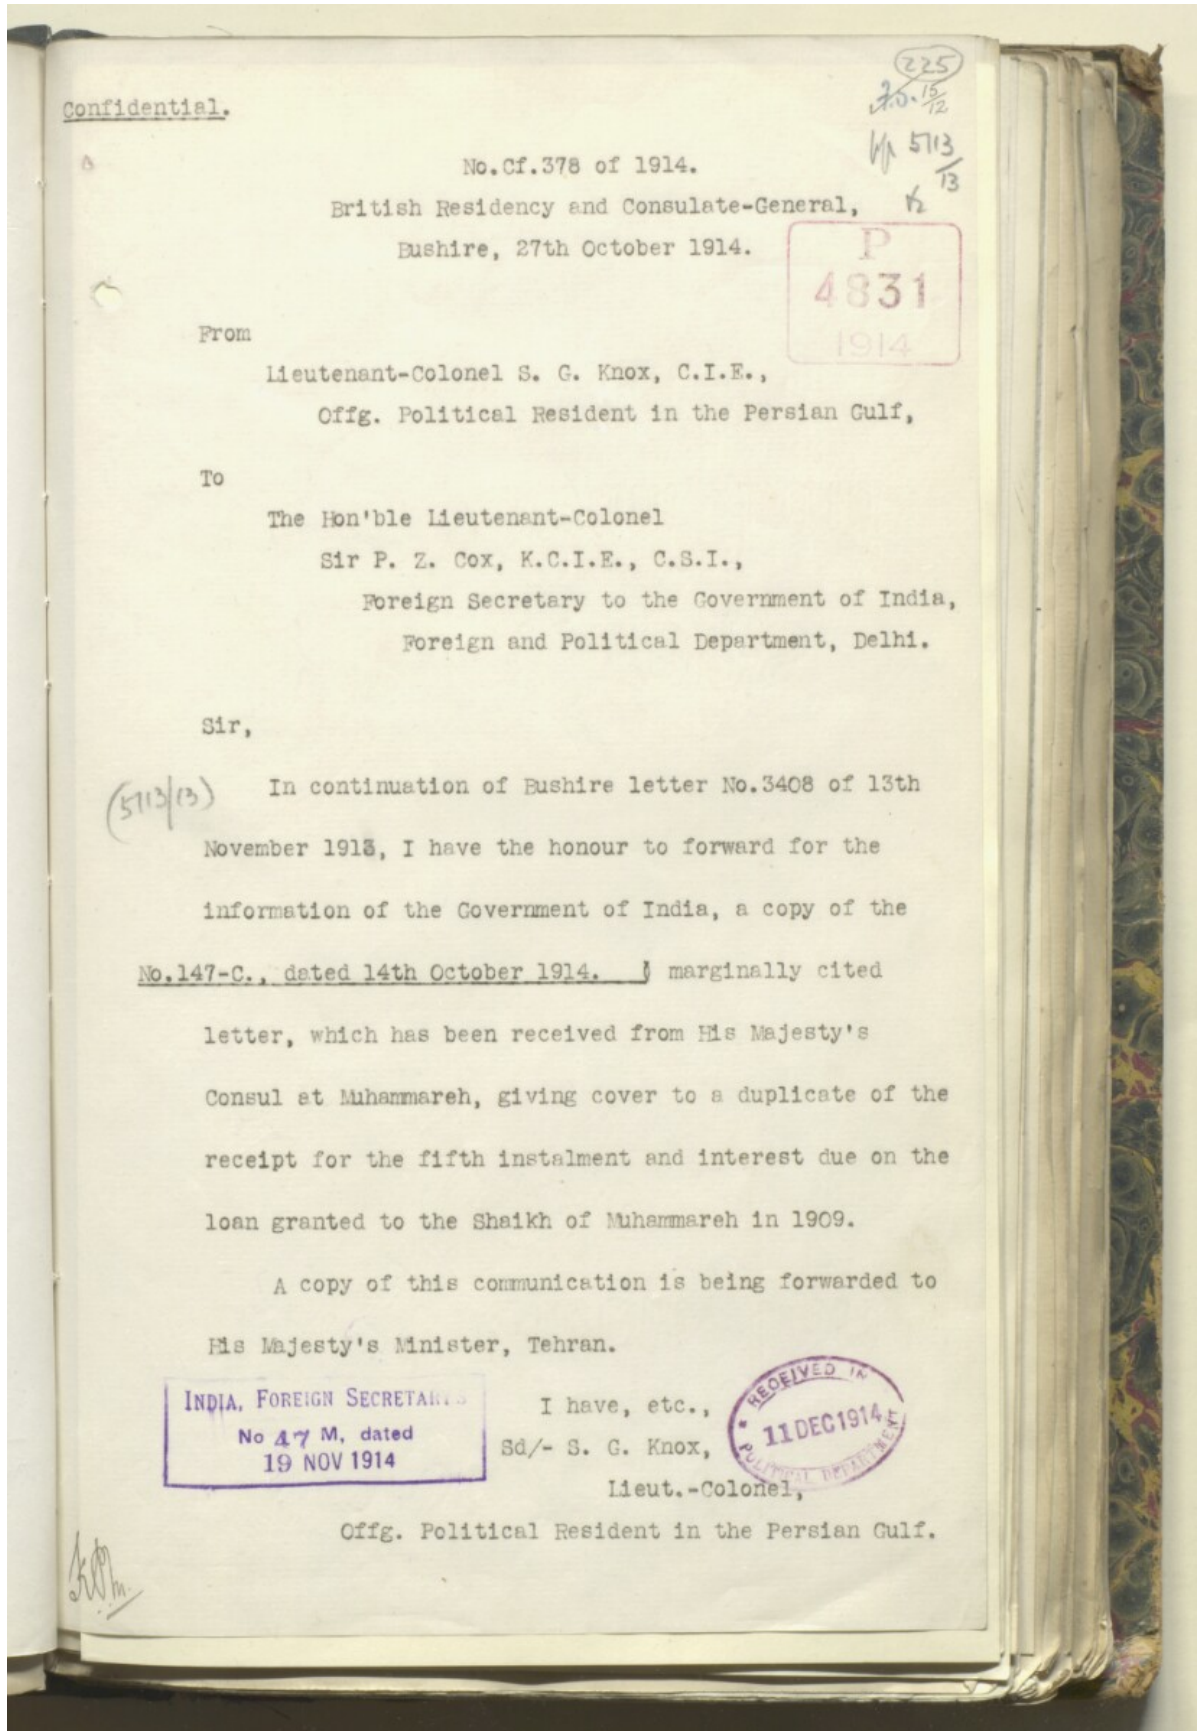 225
15/12
Confidential.
5713/13
No.Cf.378 of 1914.
British Residency and Consulate-General,
Bushire, 27th October 1914.
P
4831
1914
From
Lieutenant-Colonel S. G. Knox, C.I.E.,
Offg. Political Resident in the Persian Gulf,
To
The Hon'ble Lieutenant-Colonel
Sir P. Z. Cox, K.C.I.E., C.S.I.,
Foreign Secretary to the Government of India,
Foreign and Political Department, Delhi.
Sir,
(5713/13)
In continuation of Bushire letter No.3408 of 13th
November 1913, I have the honour to forward for the
information of the Government of India, a copy of the
No.147-C., dated 14th October 1914. marginally cited
letter, which has been received from His Majesty's
Consul at Muhammareh, giving cover to a duplicate of the
receipt for the fifth instalment and interest due on the
loan granted to the Shaikh of Muhammareh in 1909.
A copy of this communication is being forwarded to
His Majesty's Minister, Tehran.
INDIA, FOREIGN SECRETARY'S
No 47 M, dated
19 NOV 1914
I have, etc.,
Sd/- S. G. Knox,
Lieut.-Colonel,
Offg. Political Resident in the Persian Gulf.
RECEIVED IN
11 DEC 1914
POLITICAL DEPARTMENT